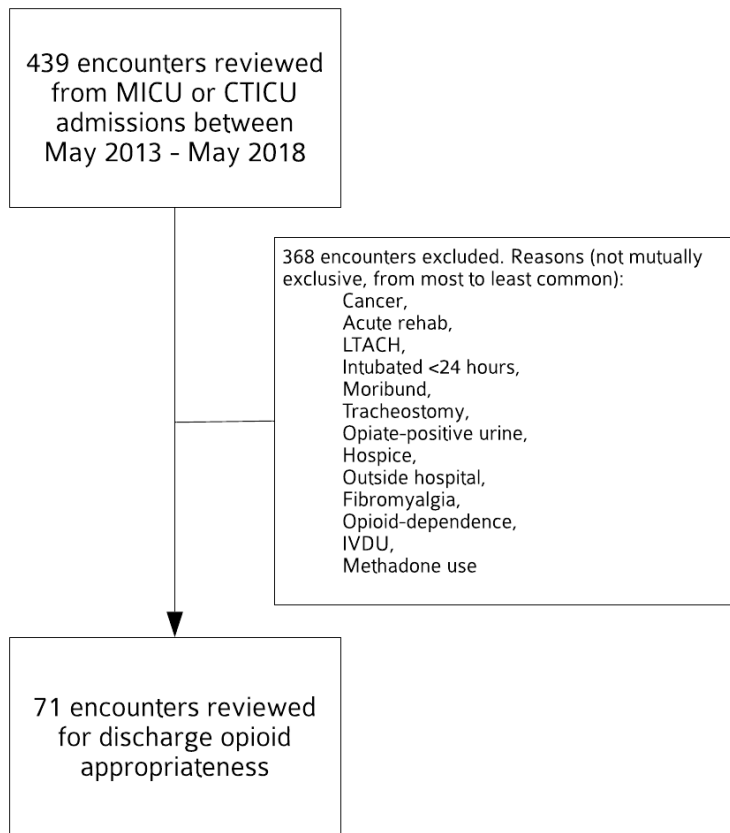 439 encounters reviewed
from MICU or CTICU
admissions between
May 2013 - May 2018
368 encounters excluded. Reasons (not mutually
exclusive, from most to least common):
Cancer,
Acute rehab,
LTACH,
Intubated <24 hours,
Moribund,
Tracheostomy,
Opiate-positive urine,
Hospice,
Outside hospital,
Fibromyalgia,
Opioid-dependence,
IVDU,
Methadone use
71 encounters reviewed
for discharge opioid
appropriateness